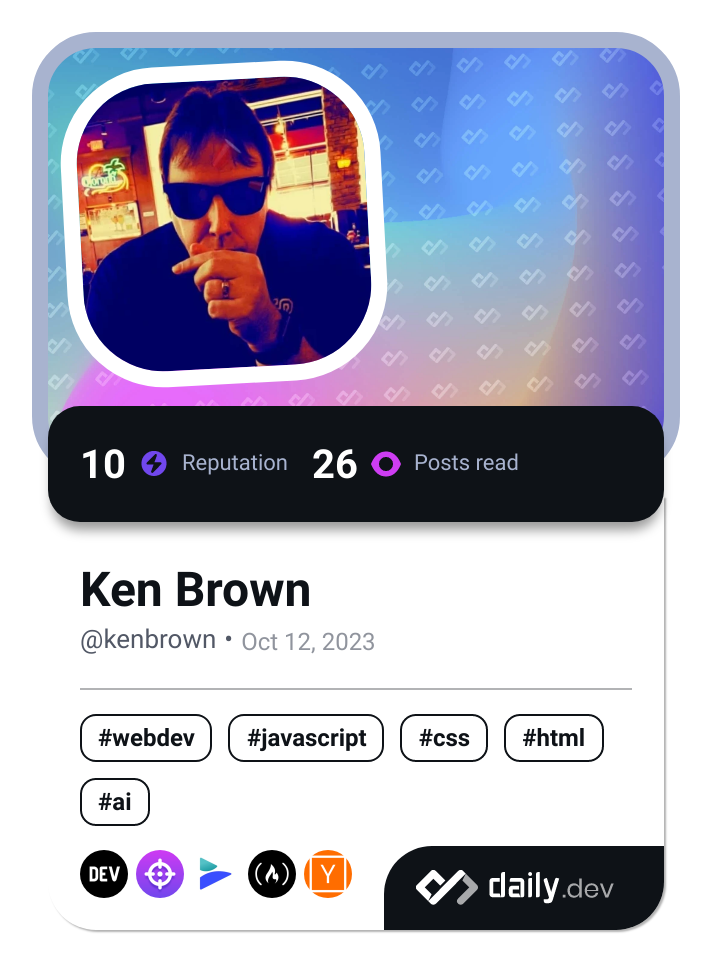 Corona
10 Reputation 26 Posts read
Ken Brown
@kenbrown • Oct 12, 2023
#webdev #javascript #css #html
#ai
DEV Y daily.dev